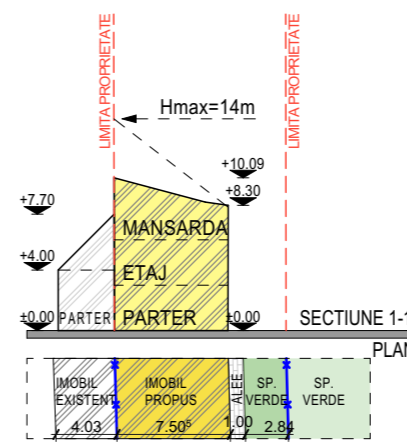 LIMITA PROPRIETATE
LIMITA PROPRIETATE
Hmax=14m
+10.09
+8.30
+7.70
MANSARDA
+4.00
ETAJ
±0.00
PARTER
PARTER
±0.00
SECTIUNE 1-1
PLAN
IMOBIL
EXISTENT
IMOBIL
PROPUS
ALEE
SP.
VERDE
SP.
VERDE
4.03
7.50⁵
1.00
2.84